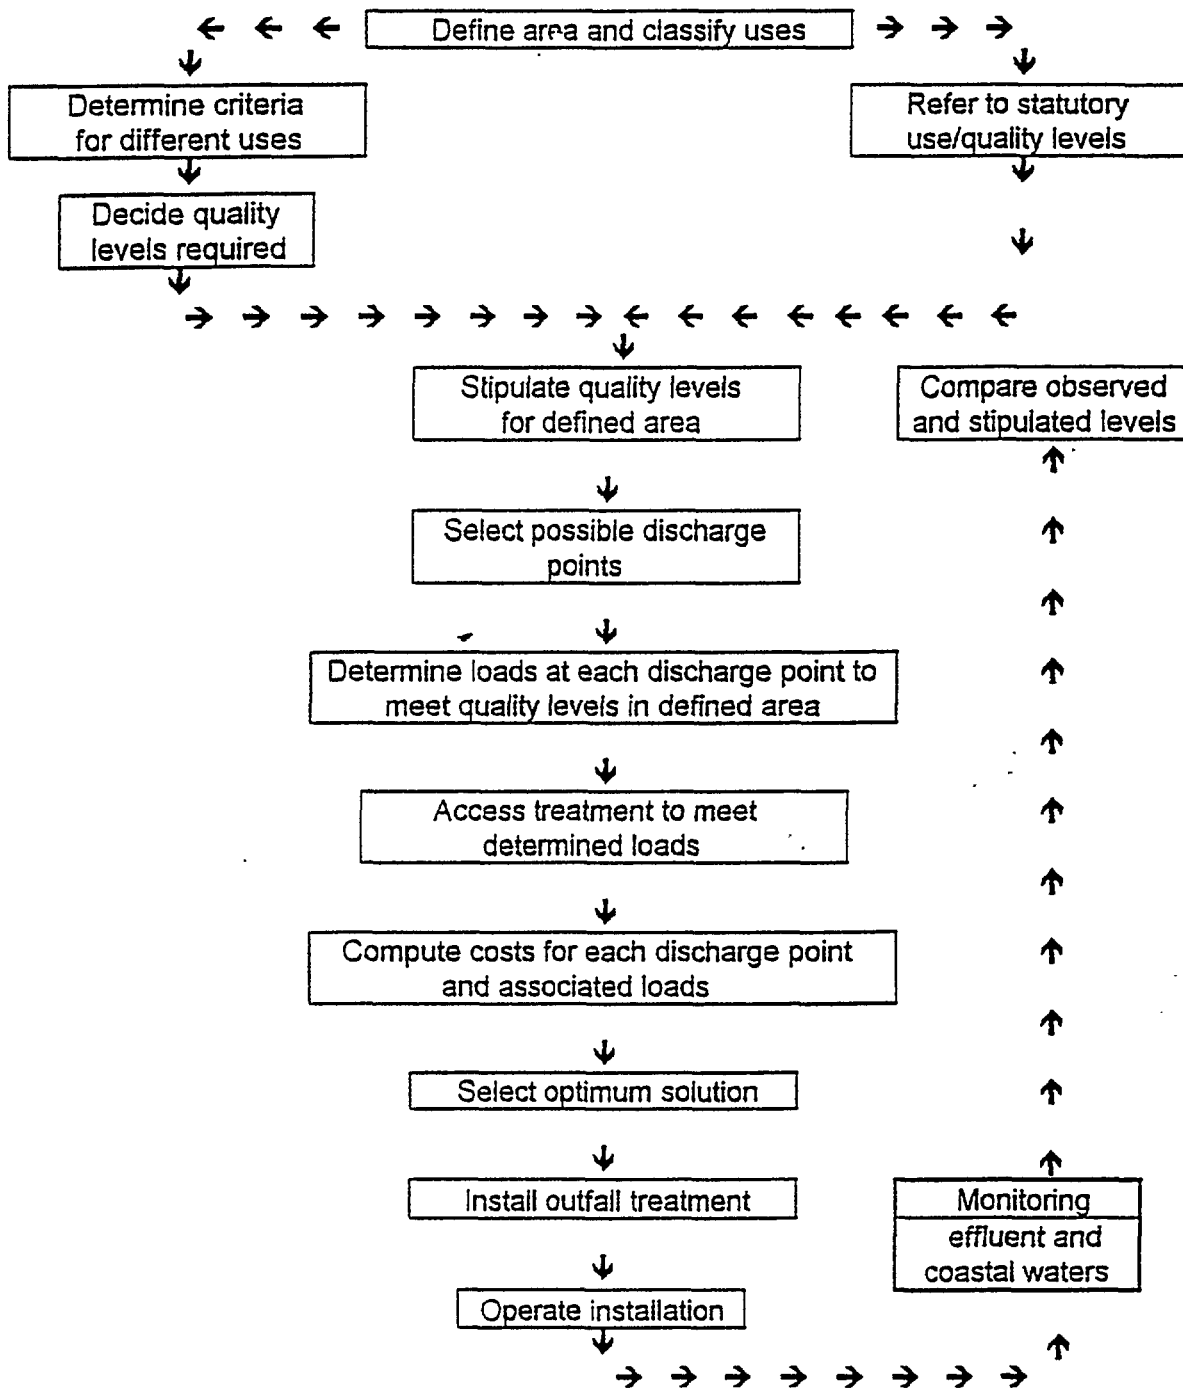 Define area and classify uses
Determine criteria
for different uses
Refer to statutory
use/quality levels
Decide quality
levels required
Stipulate quality levels
for defined area
Compare observed
and stipulated levels
Select possible discharge
points
Determine loads at each discharge point to
meet quality levels in defined area
Access treatment to meet
determined loads
Compute costs for each discharge point
and associated loads
Select optimum solution
Install outfall treatment
Monitoring
effluent and
coastal waters
Operate installation